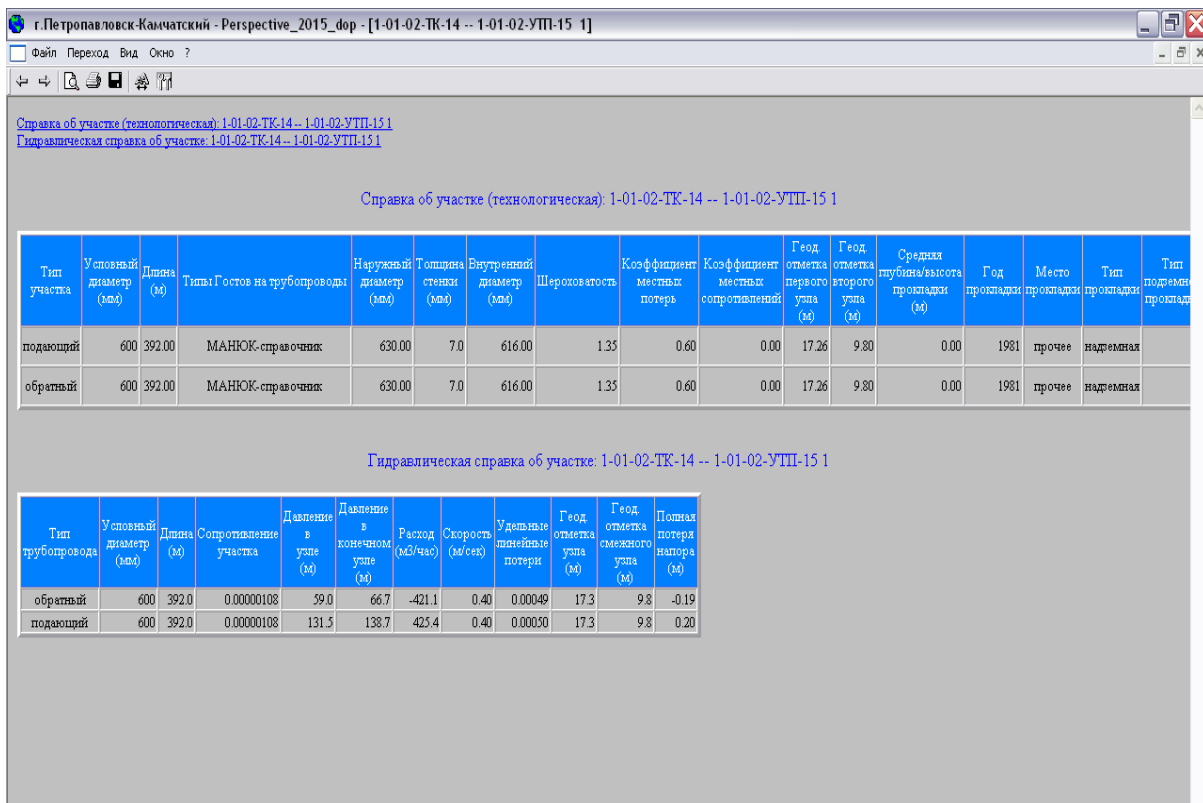 г.Петропавловск-Камчатский - Perspective_2015_dop - [1-01-02-ТК-14 -- 1-01-02-УТП-15 1]
Файл Переход Вид Окно ?
Справка об участке (технологическая): 1-01-02-ТК-14 -- 1-01-02-УТП-15 1
Гидравлическая справка об участке: 1-01-02-ТК-14 -- 1-01-02-УТП-15 1
Справка об участке (технологическая): 1-01-02-ТК-14 -- 1-01-02-УТП-15 1
Тип участка Условный диаметр (мм) Длина (м) Типы Гостов на трубопроводы Наружный диаметр (мм) Толщина стенки (мм) Внутренний диаметр (мм) Шероховатость Коэффициент местных потерь Коэффициент местных сопротивлений Геод. отметка первого узла (м) Геод. отметка второго узла (м) Средняя глубина/высота прокладки (м) Год прокладки Место прокладки Тип прокладки Тип
подающий 600 392.00 МАНЮК-справочник 630.00 7.0 616.00 1.35 0.60 0.00 17.26 9.80 0.00 1981 прочее надземная
обратный 600 392.00 МАНЮК-справочник 630.00 7.0 616.00 1.35 0.60 0.00 17.26 9.80 0.00 1981 прочее надземная
Гидравлическая справка об участке: 1-01-02-ТК-14 -- 1-01-02-УТП-15 1
Тип трубопровода Условный диаметр (мм) Длина (м) Сопротивление участка Давление в узле (м) Давление в конечном узле (м) Расход (м3/час) Скорость (м/сек) Удельные линейные потери Геод. отметка узла (м) Геод. отметка смежного узла (м) Полная потеря напора (м)
обратный 600 392.0 0.00000108 59.0 66.7 -421.1 0.40 0.00049 17.3 9.8 -0.19
подающий 600 392.0 0.00000108 131.5 138.7 425.4 0.40 0.00050 17.3 9.8 0.20